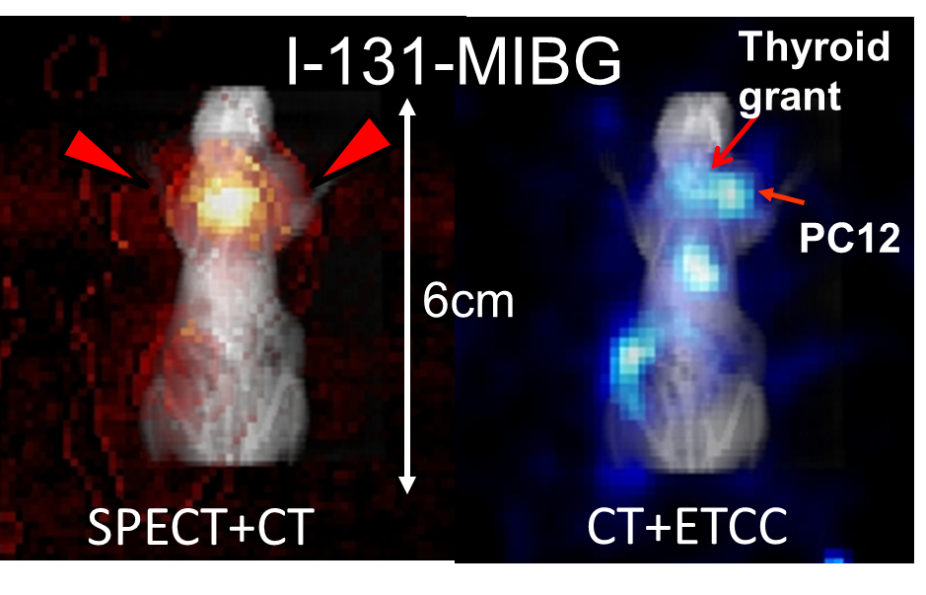 I-131-MIBG
Thyroid
grant
PC12
6cm
SPECT+CT
CT+ETCC